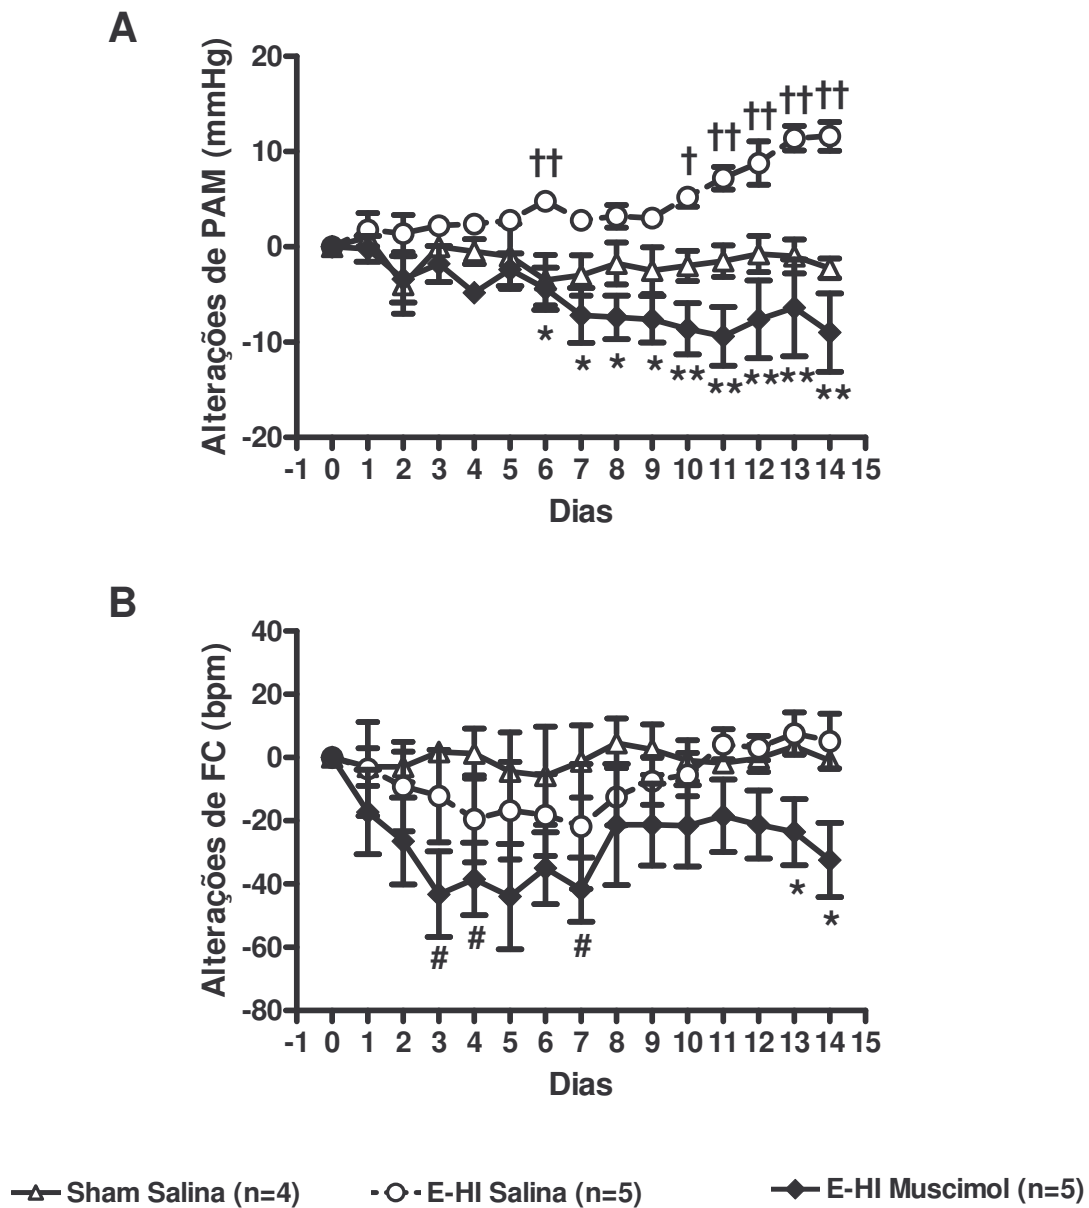 A
Alterações de PAM (mmHg)
20
10
0
-10
-20
††
†
††
††
††
††
*
*
*
*
**
**
**
**
**
-1 0 1 2 3 4 5 6 7 8 9 10 11 12 13 14 15
Dias
B
Alterações de FC (bpm)
40
20
0
-20
-40
-60
-80
#
#
#
*
*
-1 0 1 2 3 4 5 6 7 8 9 10 11 12 13 14 15
Dias
Sham Salina (n=4)
E-HI Salina (n=5)
E-HI Muscimol (n=5)